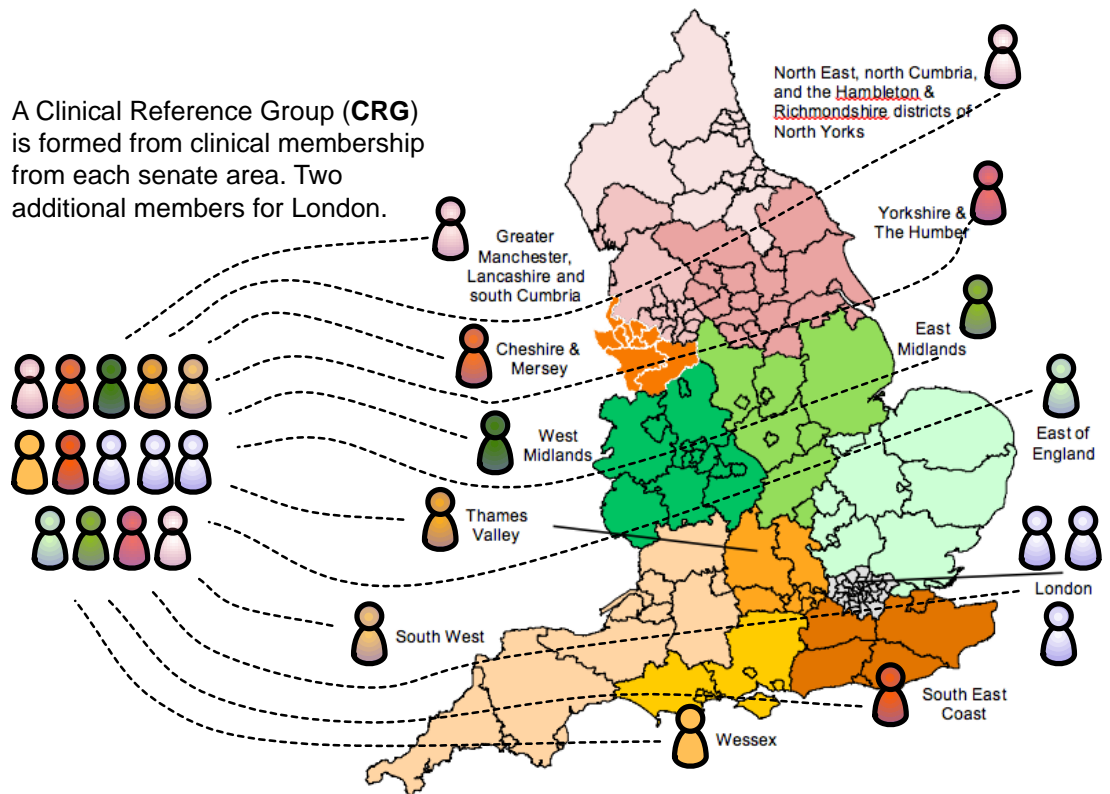 A Clinical Reference Group (CRG)
is formed from clinical membership
from each senate area. Two
additional members for London.
North East, north Cumbria,
and the Hambleton &
Richmondshire districts of
North Yorks
Yorkshire &
The Humber
Greater
Manchester,
Lancashire and
south Cumbria
East
Midlands
Cheshire &
Mersey
East of
England
West
Midlands
Thames
Valley
London
South West
South East
Coast
Wessex